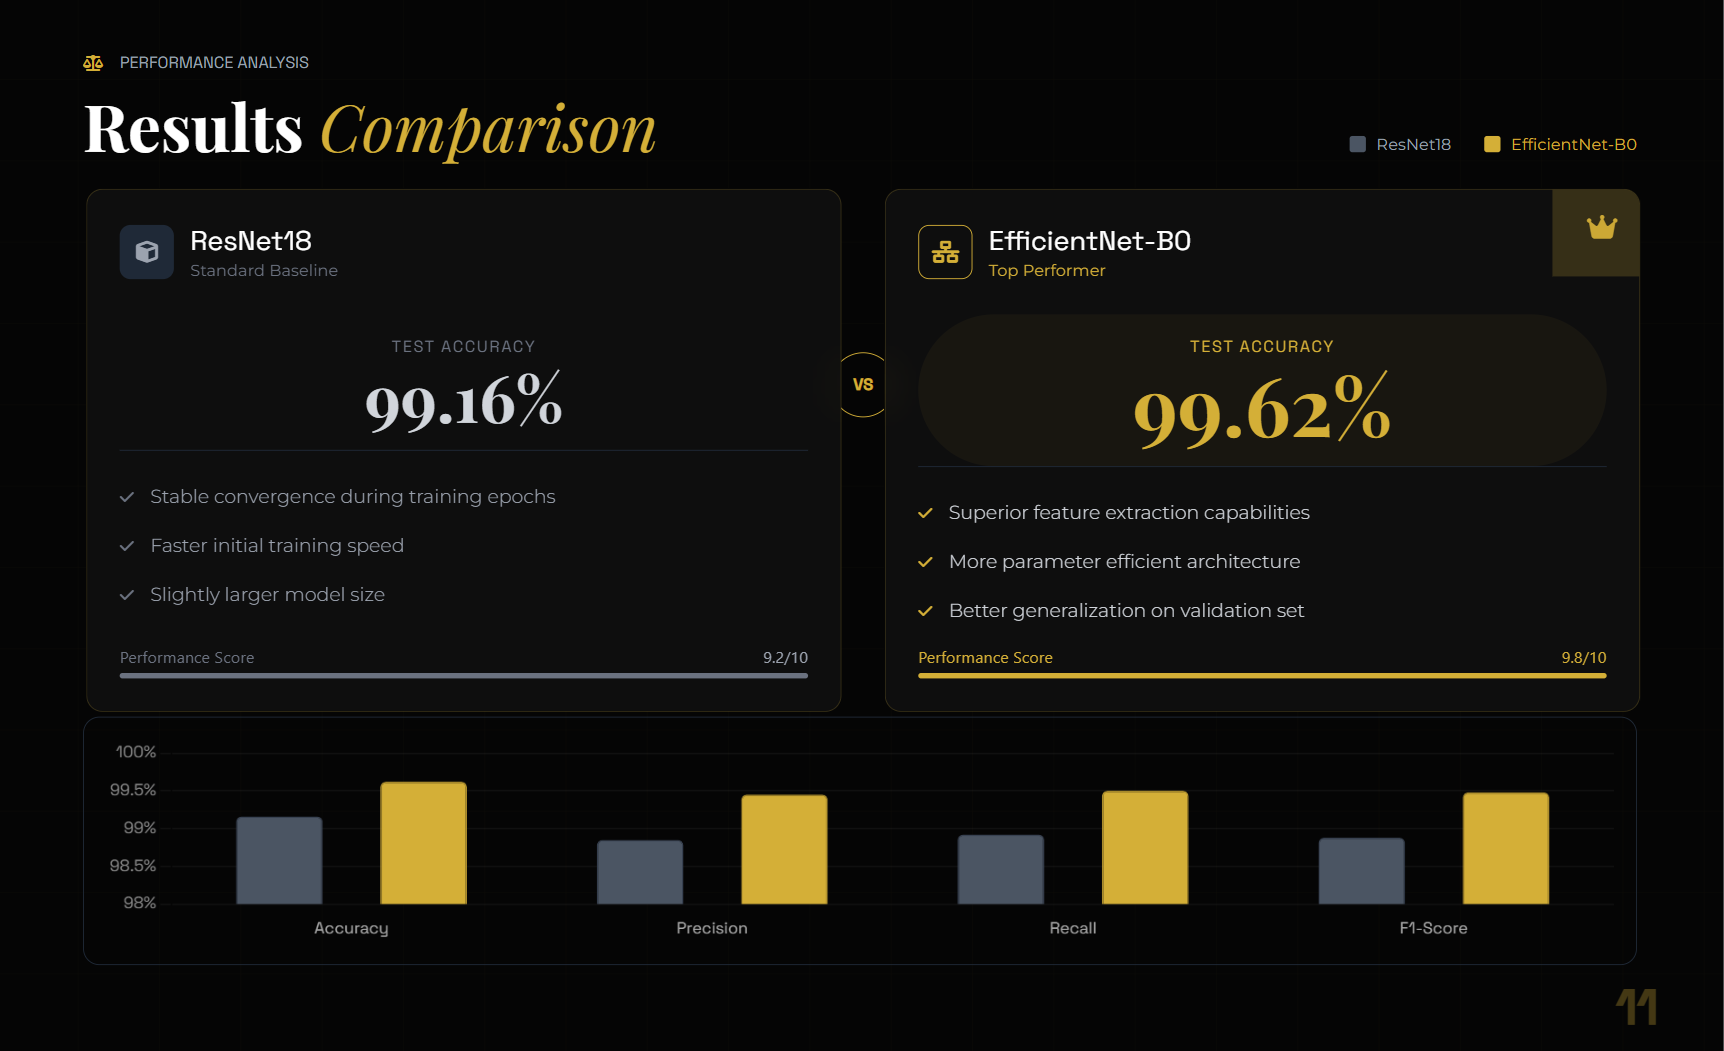 PERFORMANCE ANALYSIS
Results Comparison
ResNet18
EfficientNet-B0
ResNet18
Standard Baseline
TEST ACCURACY
99.16%
Stable convergence during training epochs
Faster initial training speed
Slightly larger model size
Performance Score
9.2/10
VS
EfficientNet-B0
Top Performer
TEST ACCURACY
99.62%
Superior feature extraction capabilities
More parameter efficient architecture
Better generalization on validation set
Performance Score
9.8/10
100%
99.5%
99%
98.5%
98%
Accuracy
Precision
Recall
F1-Score
11